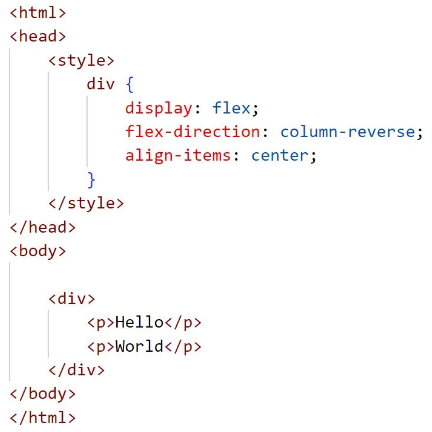 <html>
<head>
<style>
div {
display: flex;
flex-direction: column-reverse;
align-items: center;
}
</style>
</head>
<body>
<div>
<p>Hello</p>
<p>World</p>
</div>
</body>
</html>